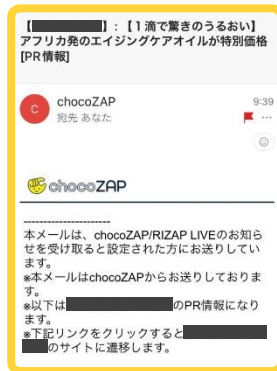 【】:【1滴で驚きのうるおい】
アフリカ発のエイジングケアオイルが特別価格
[PR情報]
C
chocoZAP
9:39
宛先 あなた
chocoZAP
----------------------
本メールは、chocoZAP/RIZAP LIVEのお知ら
せを受け取ると設定された方にお送りしてい
ます。
※本メールはchocoZAPからお送りしておりま
す。
※以下はのPR情報になり
ます。
※下記リンクをクリックすると
のサイトに遷移します。